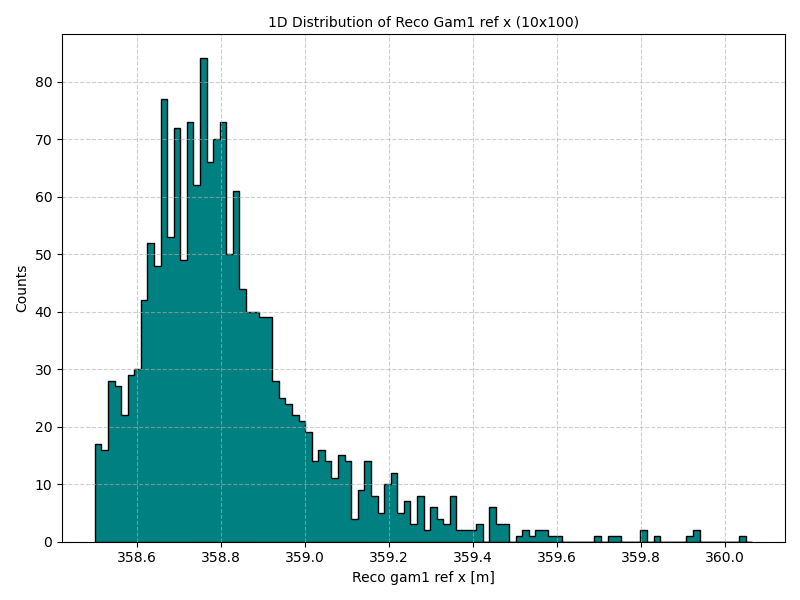 1D Distribution of Reco Gam1 ref x (10x100)
Counts
80
70
60
50
40
30
20
10
0
358.6 358.8 359.0 359.2 359.4 359.6 359.8 360.0
Reco gam1 ref x [m]